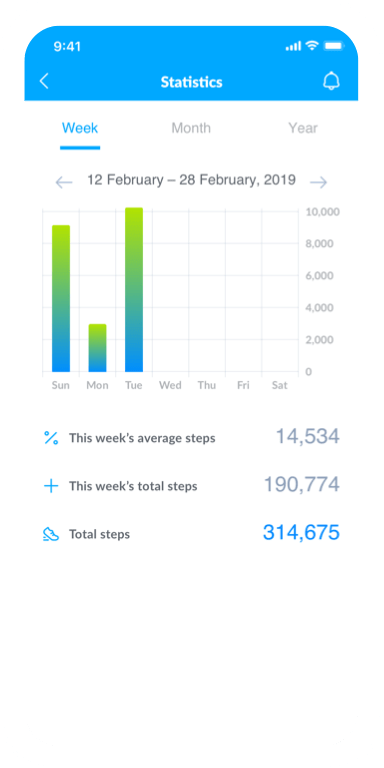 9:41
Statistics
Week Month Year
12 February – 28 February, 2019
10,000
8,000
6,000
4,000
2,000
0
Sun Mon Tue Wed Thu Fri Sat
This week's average steps 14,534
This week's total steps 190,774
Total steps 314,675